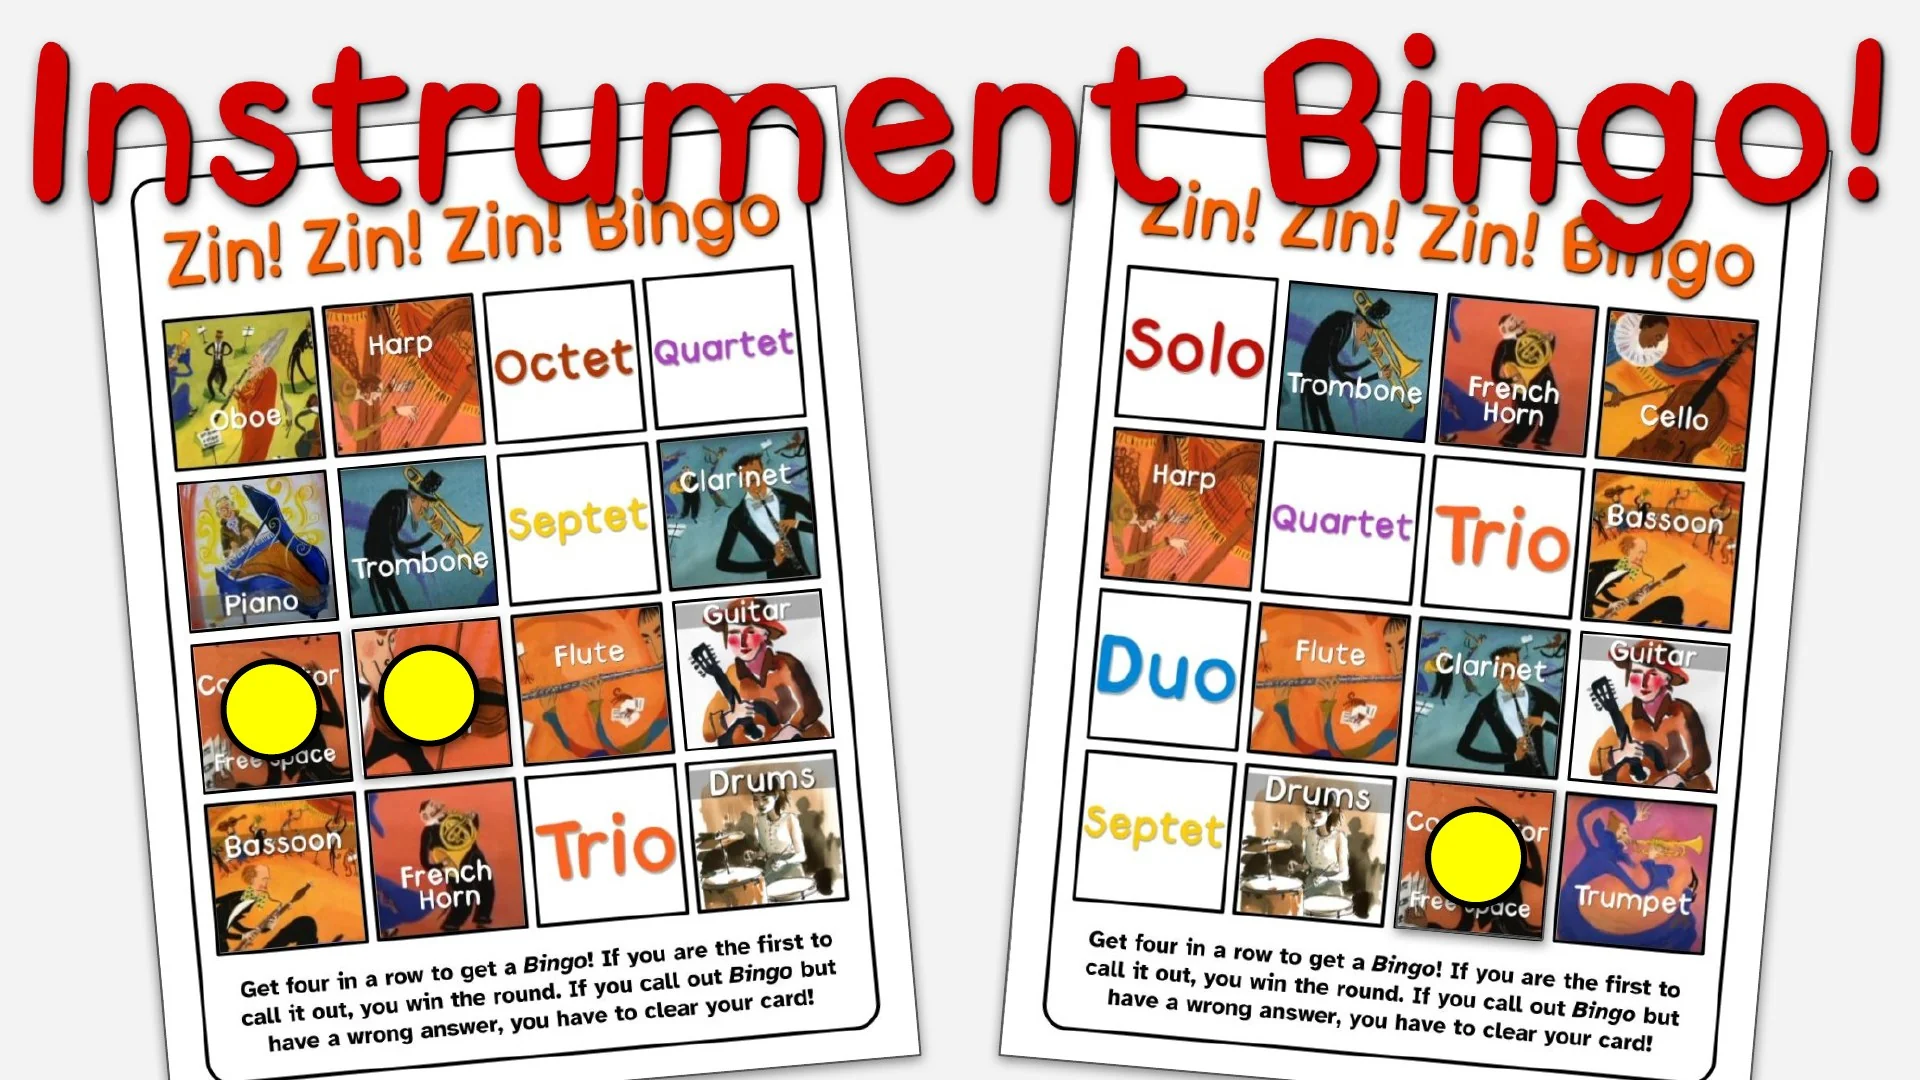 Instrument Bingo!
Zin! Zin! Zin! Bingo
Oboe
Harp
Octet
Quartet
Piano
Trombone
Septet
Clarinet
Free Space
Flute
Guitar
Bassoon
French
Horn
Trio
Drums
Get four in a row to get a Bingo! If you are the first to
call it out, you win the round. If you call out Bingo but
have a wrong answer, you have to clear your card!
Zin! Zin! Zin! Bingo
Solo
Trombone
French
Horn
Cello
Harp
Quartet
Trio
Bassoon
Duo
Flute
Clarinet
Guitar
Septet
Drums
Free Space
Trumpet
Get four in a row to get a Bingo! If you are the first to
call it out, you win the round. If you call out Bingo but
have a wrong answer, you have to clear your card!